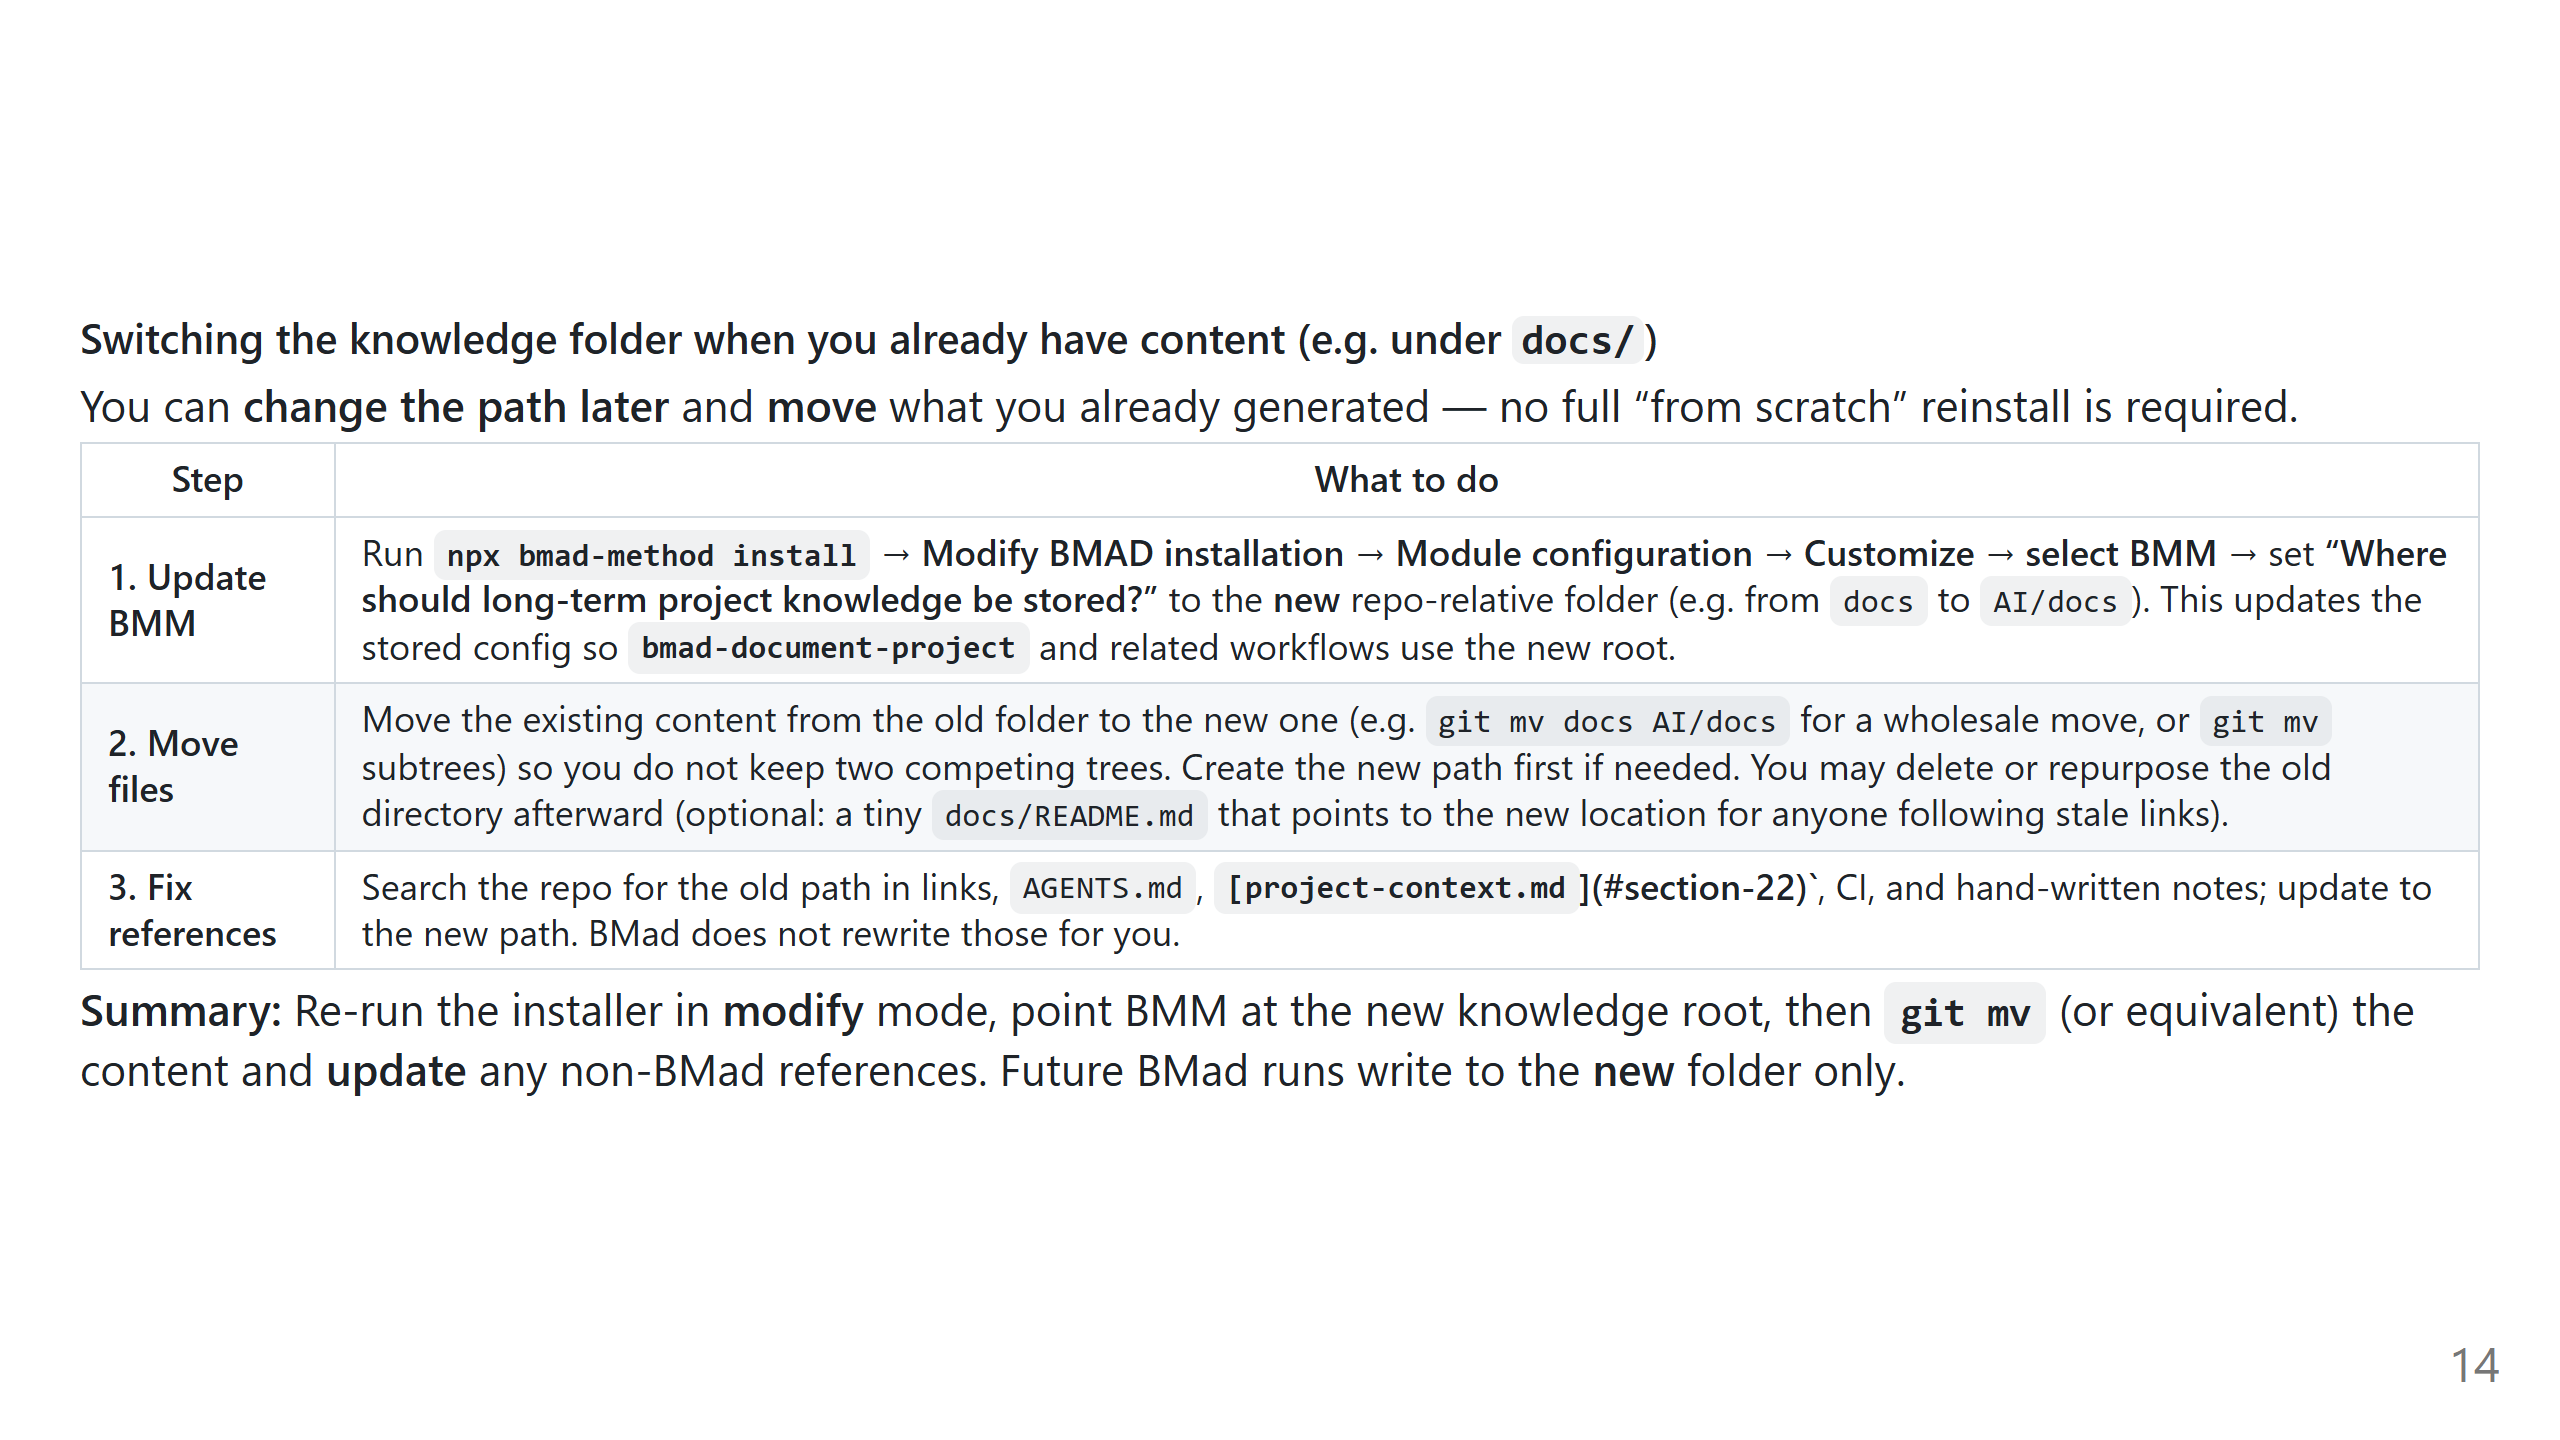 Switching the knowledge folder when you already have content (e.g. under docs/)
You can change the path later and move what you already generated — no full “from scratch” reinstall is required.
Step
What to do
1. Update
BMM
Run npx bmad-method install → Modify BMAD installation → Module configuration → Customize → select BMM → set “Where
should long-term project knowledge be stored?” to the new repo-relative folder (e.g. from docs to AI/docs). This updates the
stored config so bmad-document-project and related workflows use the new root.
2. Move
files
Move the existing content from the old folder to the new one (e.g. git mv docs AI/docs for a wholesale move, or git mv
subtrees) so you do not keep two competing trees. Create the new path first if needed. You may delete or repurpose the old
directory afterward (optional: a tiny docs/README.md that points to the new location for anyone following stale links).
3. Fix
references
Search the repo for the old path in links, AGENTS.md, [project-context.md](#section-22)`, CI, and hand-written notes; update to
the new path. BMad does not rewrite those for you.
Summary: Re-run the installer in modify mode, point BMM at the new knowledge root, then git mv (or equivalent) the
content and update any non-BMad references. Future BMad runs write to the new folder only.
14